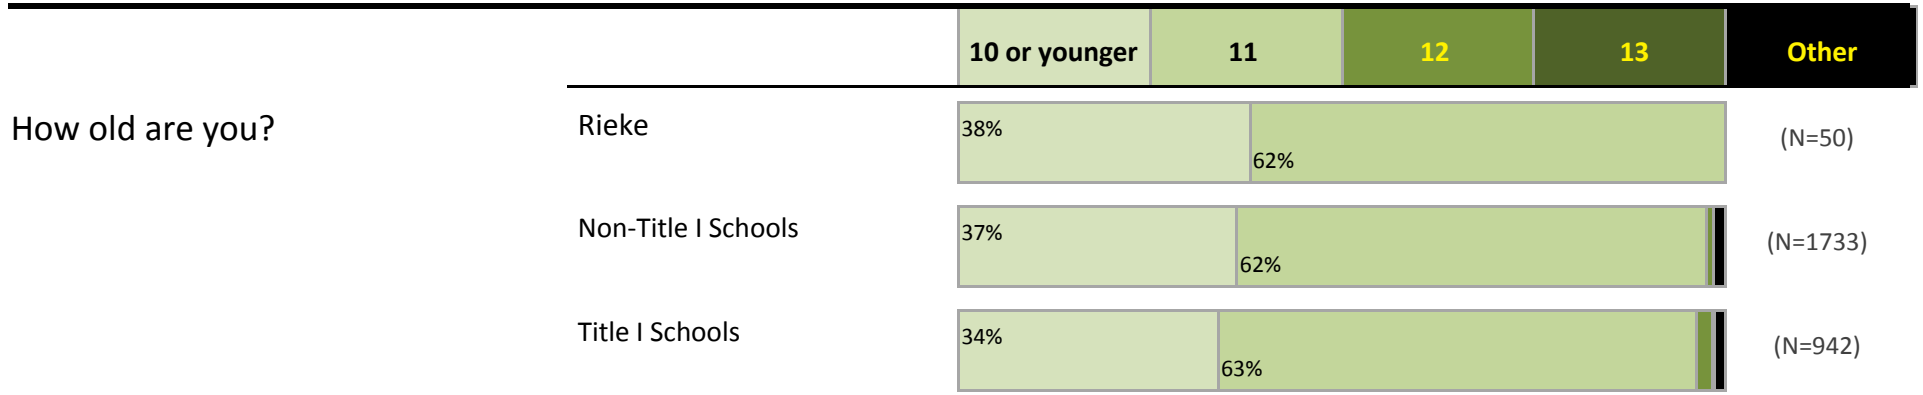 10 or younger 11 12 13 Other
How old are you? Rieke 38% 62% (N=50)
Non-Title I Schools 37% 62% (N=1733)
Title I Schools 34% 63% (N=942)